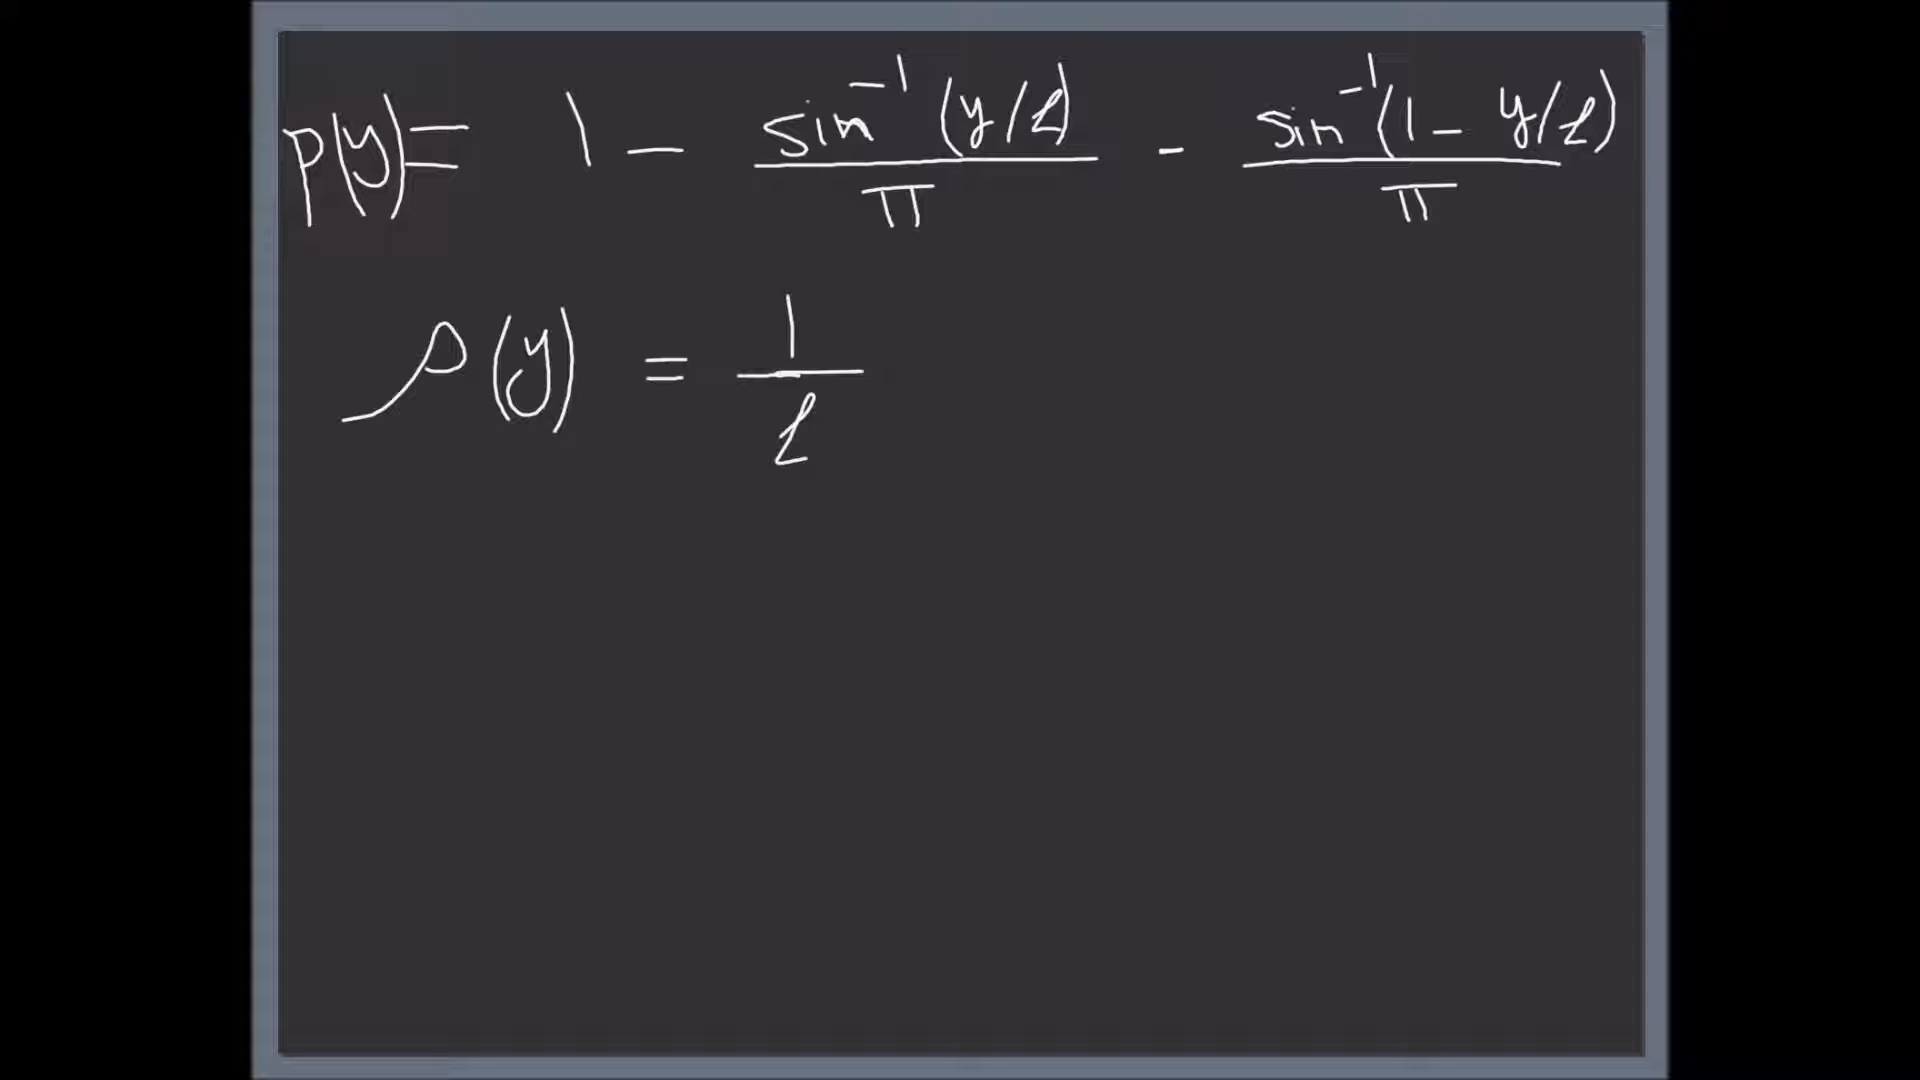 P(y) = 1 - sin⁻¹(y/ℓ)/π - sin⁻¹(1 - y/ℓ)/π
ρ(y) = 1/ℓ